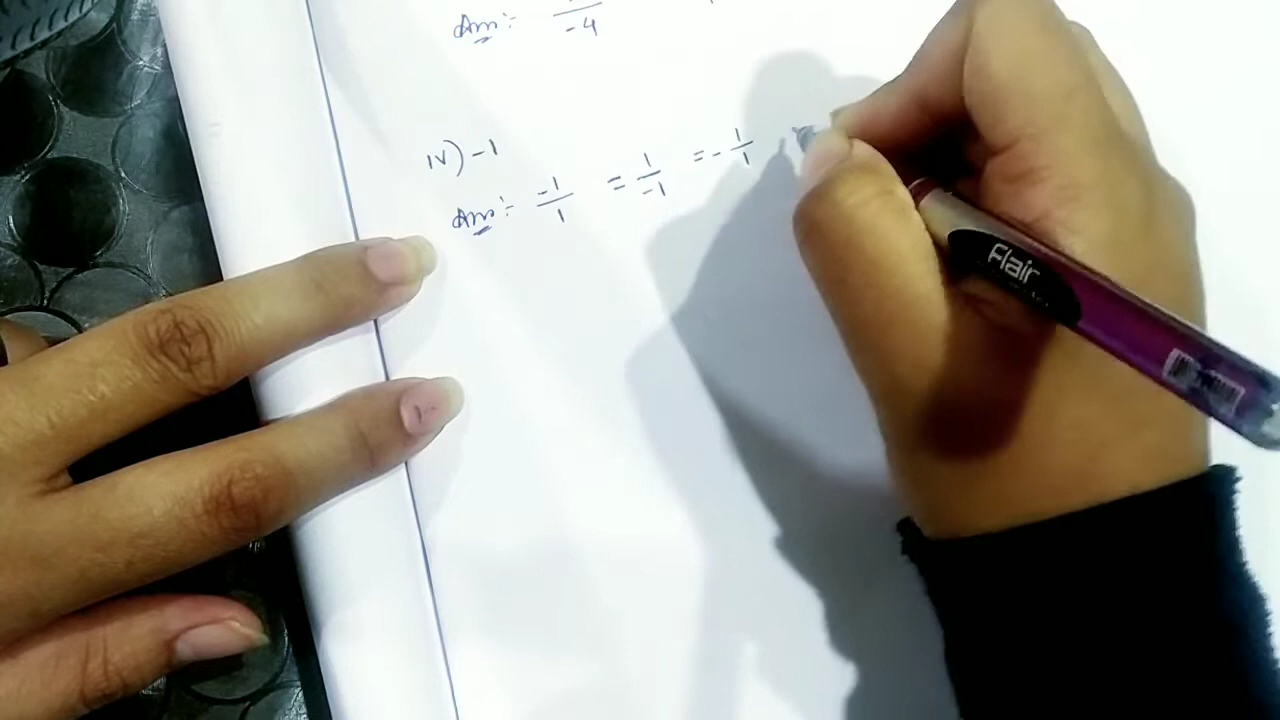 Ans:- /-4
iv) -1
Ans:- -1/1 = 1/-1 = - 1/1
Flair